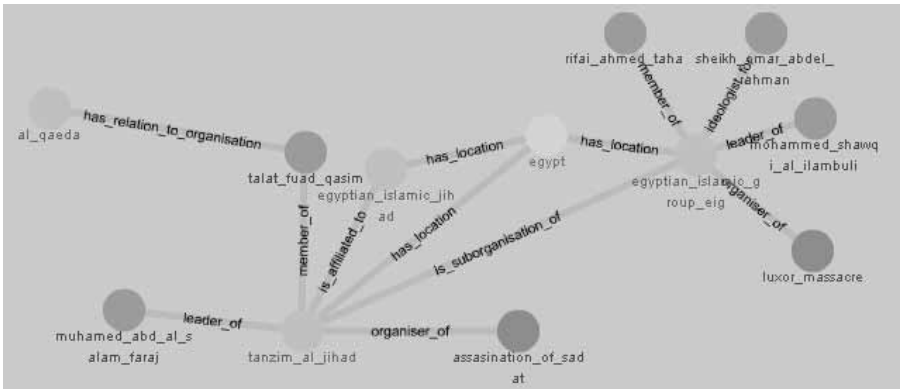 rifai_ahmed_taha
sheikh_omar_abdel_
rahman
member_of
ideologist_for
al_qaeda
has_relation_to_organisation
talat_fuad_qasim
has_location
egypt
has_location
leader_of
mohammed_shawq
i_al_ilambuli
egyptian_islamic_jih
ad
egyptian_islamic_g
roup_eig
organiser_of
member_of
is_affiliated_to
has_location
is_suborganisation_of
luxor_massacre
leader_of
organiser_of
muhamed_abd_al_s
alam_faraj
tanzim_al_jihad
assasination_of_sad
at